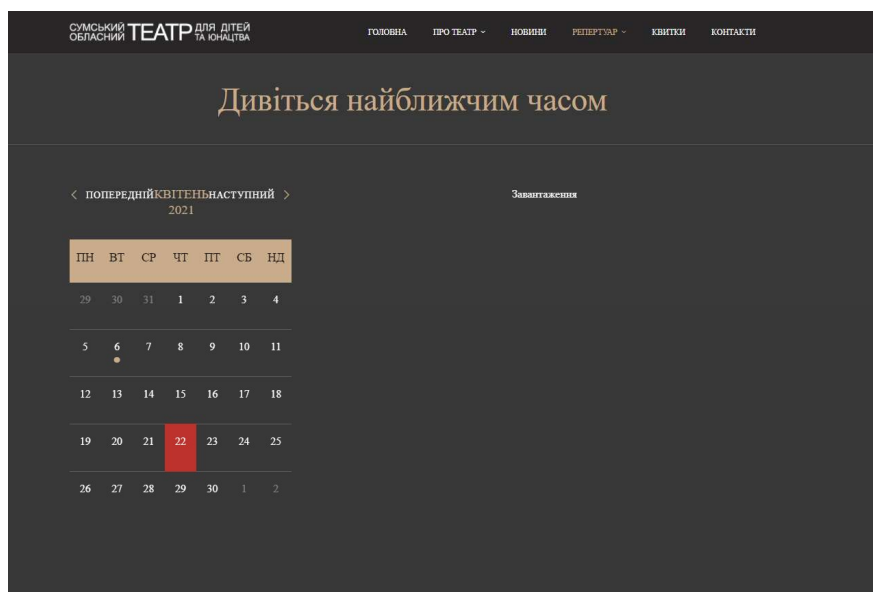 СУМСЬКИЙ ТЕАТР ДЛЯ ДІТЕЙ
ОБЛАСНИЙ ТА ЮНАЦТВА
ГОЛОВНА ПРО ТЕАТР НОВИНИ РЕПЕРТУАР КВИТКИ КОНТАКТИ
Дивіться найближчим часом
ПОПЕРЕДНІЙ КВІТЕНЬ НАСТУПНИЙ
2021
Завантаження
ПН ВТ СР ЧТ ПТ СБ НД
29 30 31 1 2 3 4
5 6 7 8 9 10 11
12 13 14 15 16 17 18
19 20 21 22 23 24 25
26 27 28 29 30 1 2